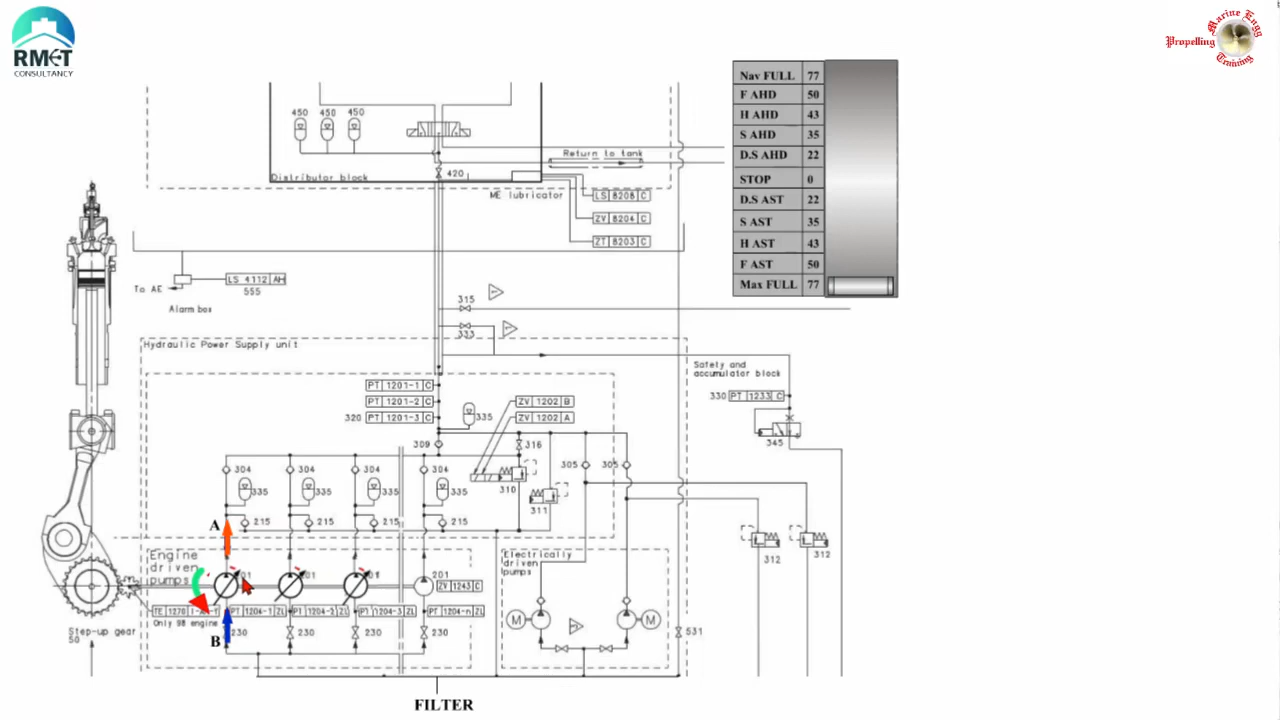 RMET
CONSULTANCY
Marine Engg
Propelling
Training
Nav FULL 77
F AHD 50
H AHD 43
S AHD 35
D.S AHD 22
STOP 0
D.S AST 22
S AST 35
H AST 43
F AST 50
Max FULL 77
450 450 450
Return to tank
Distributor block
420
ME lubricator
LS 8208 C
ZV 8204 C
ZT 8203 C
To AE
LS 4112 AH
555
Alarm box
315
333
Hydraulic Power Supply unit
Safety and
accumulator block
PT 1201-1 C
PT 1201-2 C
320 PT 1201-3 C
335
ZV 1202 B
ZV 1202 A
330 PT 1233 C
345
309
316
304 304 304 304
305 305
335 335 335 335
310
311
A
215 215 215 215
312 312
Engine
driven
pumps
Electrically
driven
pumps
201
ZV 1243 C
PT 1204-1 ZL
PT 1204-2 ZL
PT 1204-3 ZL
PT 1204-n ZL
Only 98 engine
M M
B
230 230 230 230
531
Step-up gear
50
FILTER